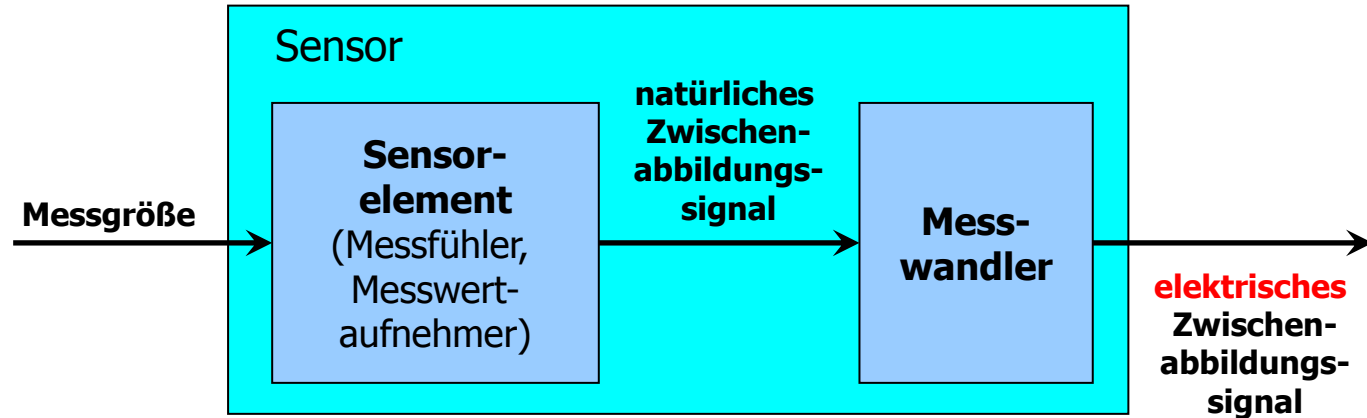 Sensor
Messgröße
Sensor-
element
(Messfühler,
Messwert-
aufnehmer)
natürliches
Zwischen-
abbildungs-
signal
Mess-
wandler
elektrisches
Zwischen-
abbildungs-
signal